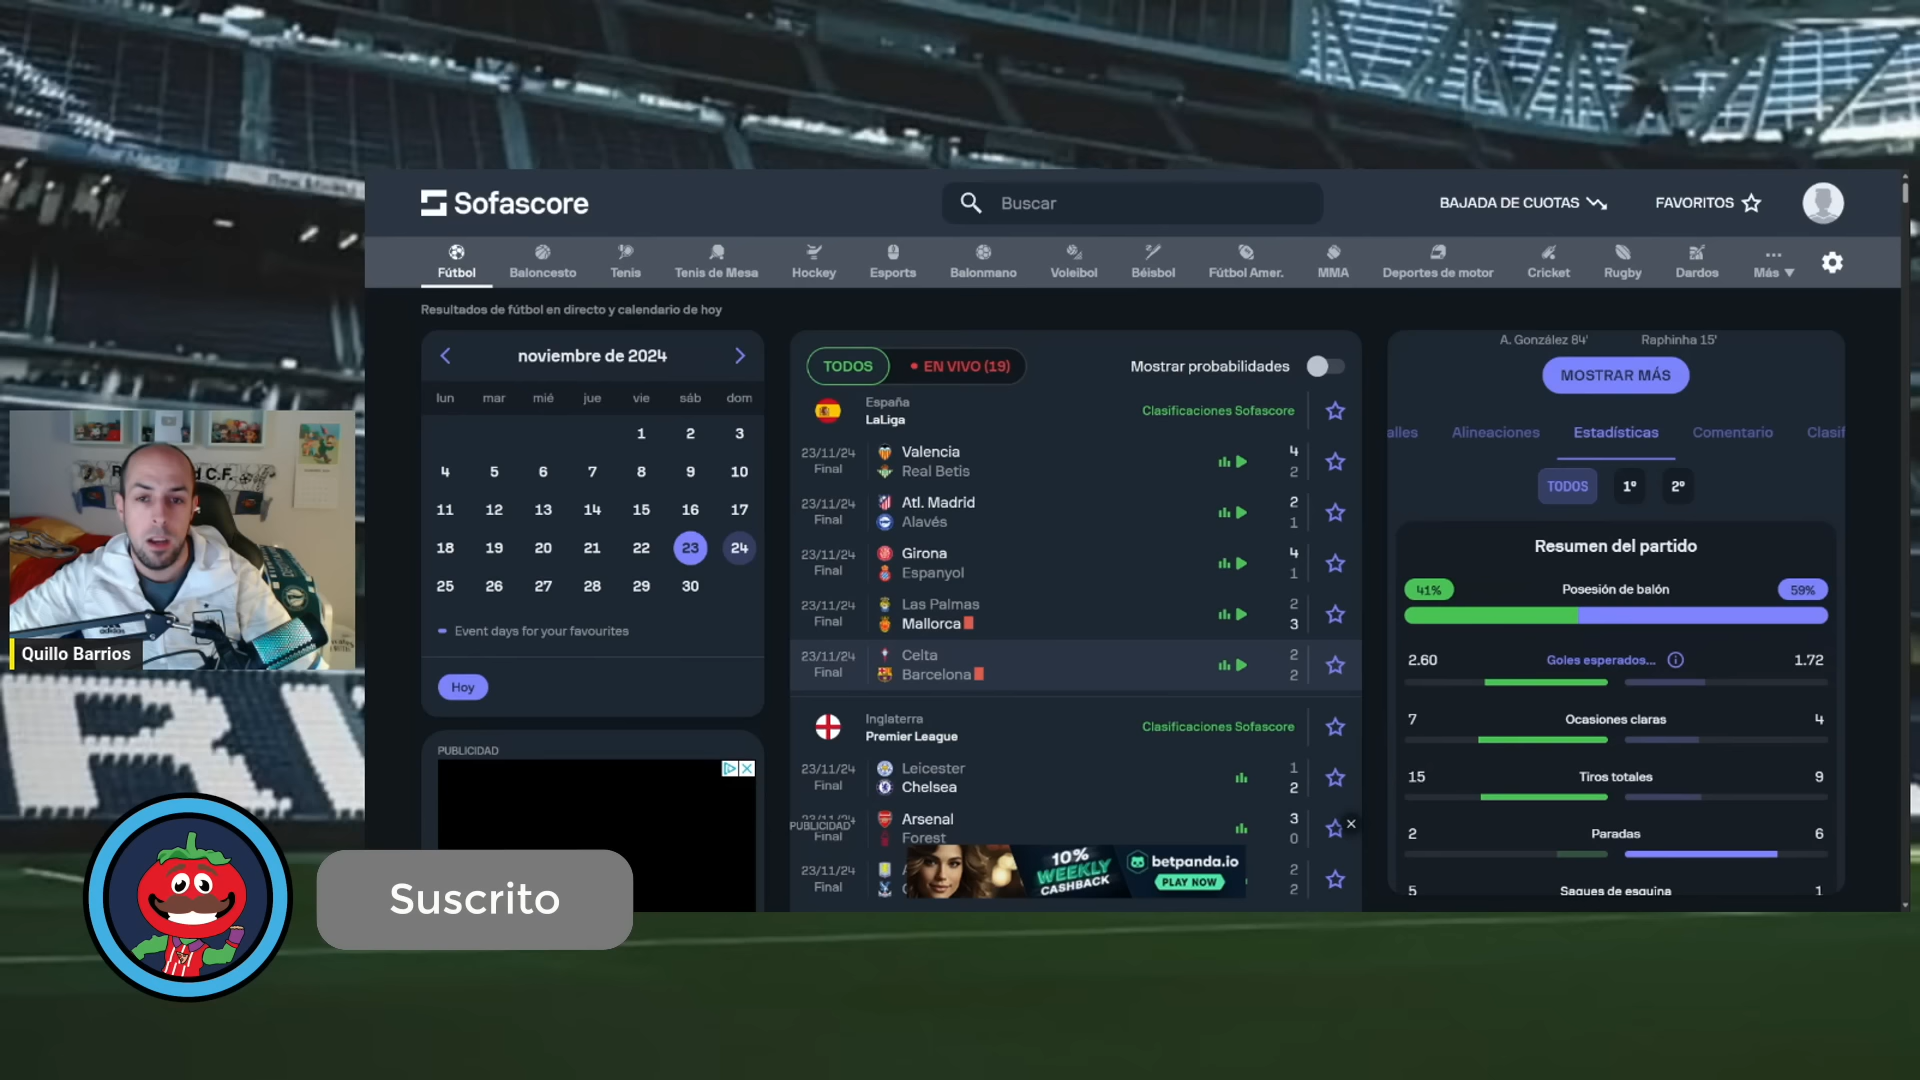 Sofascore
Buscar
BAJADA DE CUOTAS
FAVORITOS
Fútbol
Baloncesto
Tenis
Tenis de Mesa
Hockey
Esports
Balonmano
Voleibol
Béisbol
Fútbol Amer.
MMA
Deportes de motor
Cricket
Rugby
Dardos
Más ▼
Resultados de fútbol en directo y calendario de hoy
noviembre de 2024
lun mar mié jue vie sáb dom
1 2 3
4 5 6 7 8 9 10
11 12 13 14 15 16 17
18 19 20 21 22 23 24
25 26 27 28 29 30
Event days for your favourites
Hoy
PUBLICIDAD
TODOS
EN VIVO (19)
Mostrar probabilidades
España
LaLiga
Clasificaciones Sofascore
23/11/24 Valencia 4
Final Real Betis 2
23/11/24 Atl. Madrid 2
Final Alavés 1
23/11/24 Girona 4
Final Espanyol 1
23/11/24 Las Palmas 2
Final Mallorca 3
23/11/24 Celta 2
Final Barcelona 2
Inglaterra
Premier League
Clasificaciones Sofascore
23/11/24 Leicester 1
Final Chelsea 2
Arsenal 3
PUBLICIDAD
Final Forest 0
23/11/24 2
Final 2
10%
WEEKLY
CASHBACK
betpanda.io
PLAY NOW
A. González 84' Raphinha 15'
MOSTRAR MÁS
alles Alineaciones Estadísticas Comentario Clasif
TODOS 1º 2º
Resumen del partido
41% Posesión de balón 59%
2.60 Goles esperados... 1.72
7 Ocasiones claras 4
15 Tiros totales 9
2 Paradas 6
5 Saques de esquina 1
adidas
Quillo Barrios
Suscrito